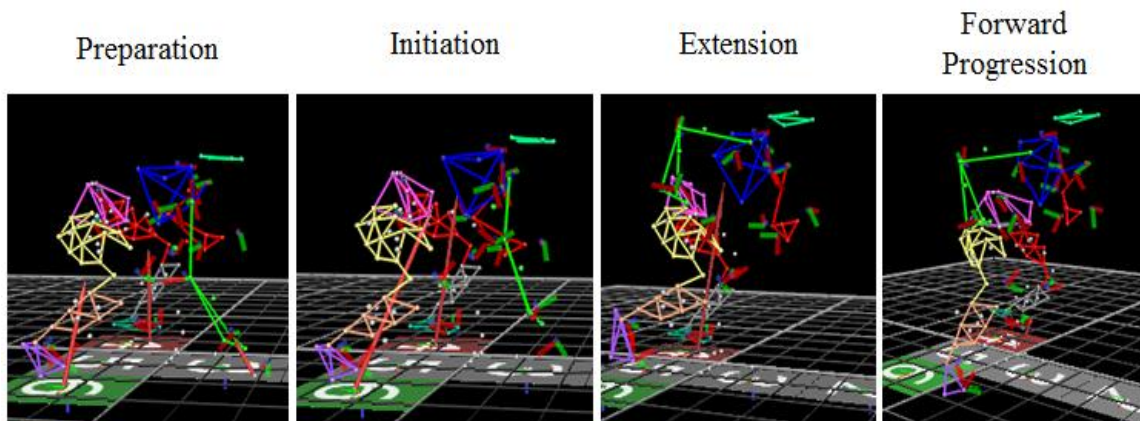 Preparation
Initiation
Extension
Forward
Progression